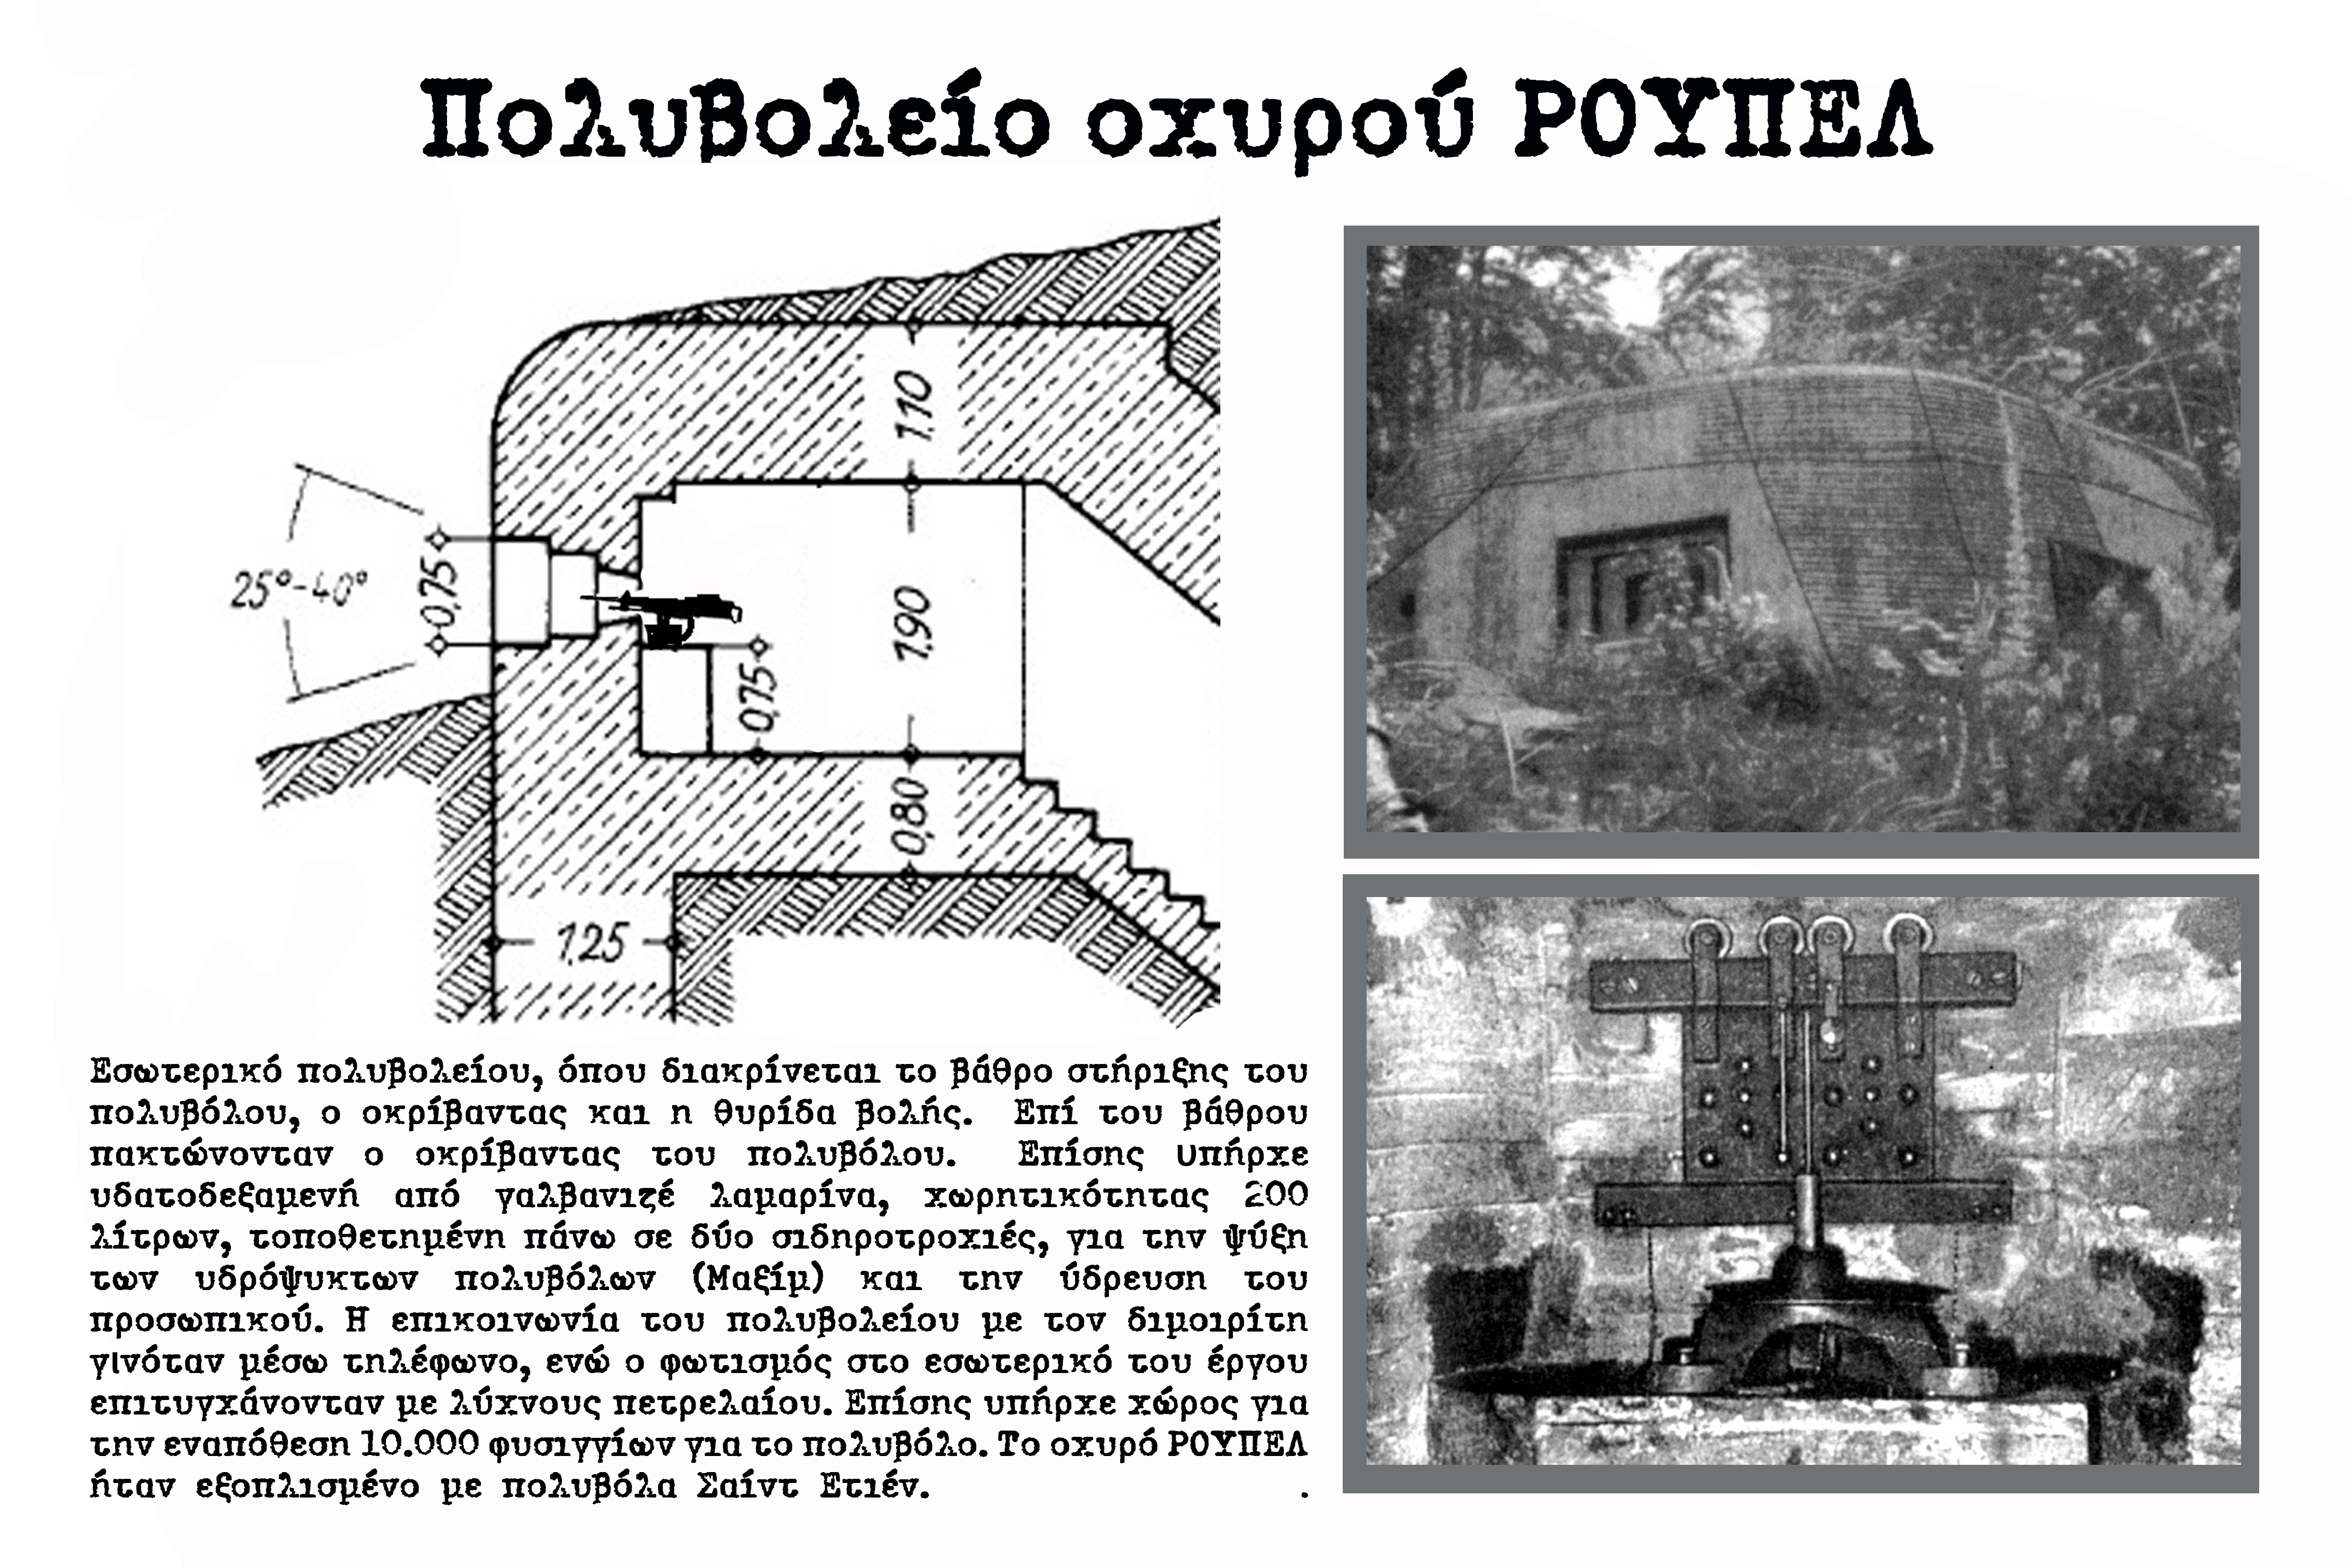 Πολυβολείο οχυρού ΡΟΥΠΕΛ
1,10
25°-40°
0,75
1,90
0,75
0,80
1,25
Εσωτερικό πολυβολείου, όπου διακρίνεται το βάθρο στήριξης του
πολυβόλου, ο οκρίβαντας και η θυρίδα βολής. Επί του βάθρου
πακτώνονταν ο οκρίβαντας του πολυβόλου. Επίσης υπήρχε
υδατοδεξαμενή από γαλβανιζέ λαμαρίνα, χωρητικότητας 200
λίτρων, τοποθετημένη πάνω σε δύο σιδηροτροχιές, για την ψύξη
των υδρόψυκτων πολυβόλων (Μαξίμ) και την ύδρευση του
προσωπικού. Η επικοινωνία του πολυβολείου με τον διμοιρίτη
γινόταν μέσω τηλέφωνο, ενώ ο φωτισμός στο εσωτερικό του έργου
επιτυγχάνονταν με λύχνους πετρελαίου. Επίσης υπήρχε χώρος για
την εναπόθεση 10.000 φυσιγγίων για το πολυβόλο. Το οχυρό ΡΟΥΠΕΛ
ήταν εξοπλισμένο με πολυβόλα Σαίντ Ετιέν. .